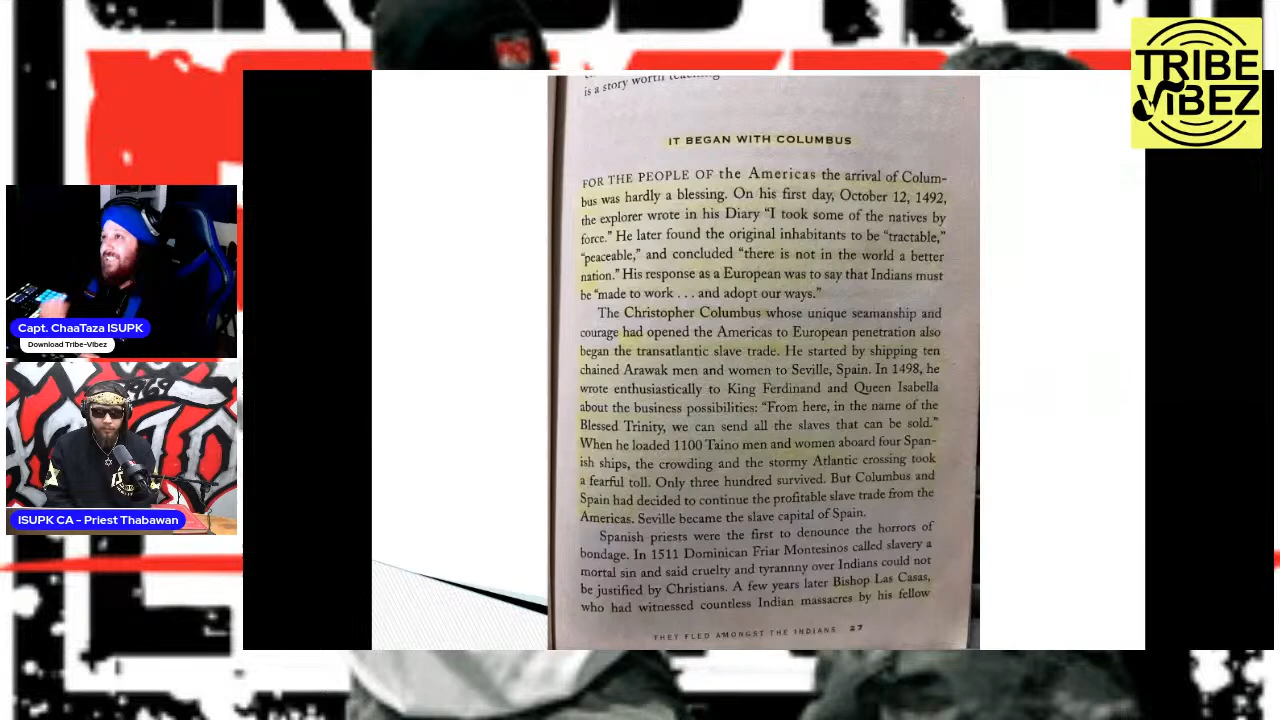 TRIBE
VIBEZ
is a story worth teaching
IT BEGAN WITH COLUMBUS
FOR THE PEOPLE OF the Americas the arrival of Colum-
bus was hardly a blessing. On his first day, October 12, 1492,
the explorer wrote in his Diary “I took some of the natives by
force.” He later found the original inhabitants to be “tractable,”
“peaceable,” and concluded “there is not in the world a better
nation.” His response as a European was to say that Indians must
be “made to work . . . and adopt our ways.”
The Christopher Columbus whose unique seamanship and
courage had opened the Americas to European penetration also
began the transatlantic slave trade. He started by shipping ten
chained Arawak men and women to Seville, Spain. In 1498, he
wrote enthusiastically to King Ferdinand and Queen Isabella
about the business possibilities: “From here, in the name of the
Blessed Trinity, we can send all the slaves that can be sold.”
When he loaded 1100 Taino men and women aboard four Span-
ish ships, the crowding and the stormy Atlantic crossing took
a fearful toll. Only three hundred survived. But Columbus and
Spain had decided to continue the profitable slave trade from the
Americas. Seville became the slave capital of Spain.
Spanish priests were the first to denounce the horrors of
bondage. In 1511 Dominican Friar Montesinos called slavery a
mortal sin and said cruelty and tyrannny over Indians could not
be justified by Christians. A few years later Bishop Las Casas,
who had witnessed countless Indian massacres by his fellow
THEY FLED AMONGST THE INDIANS 27
Capt. ChaaTaza ISUPK
Download Tribe-Vibez
1969
ISUPK CA - Priest Thabawan